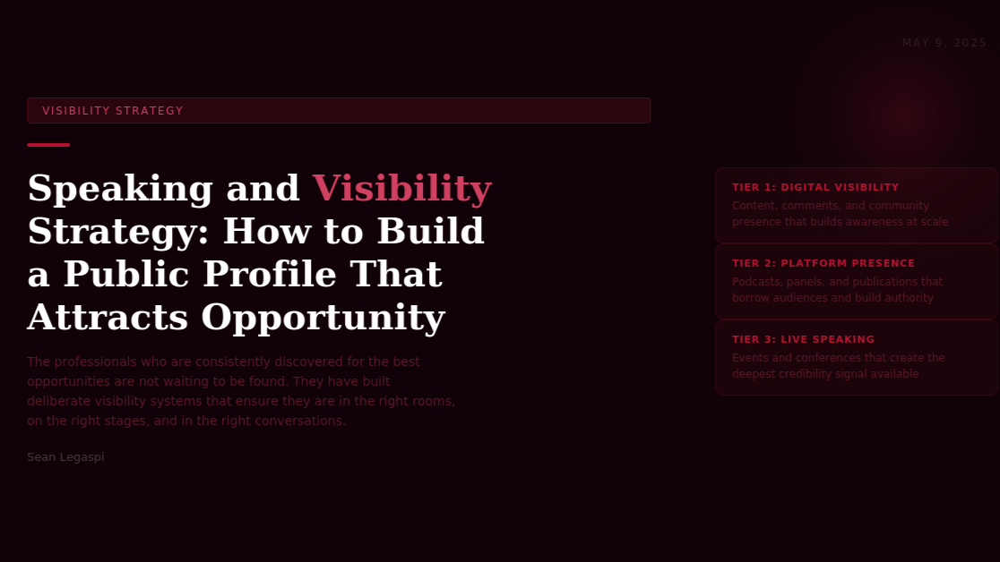 MAY 9, 2025
VISIBILITY STRATEGY
Speaking and Visibility
Strategy: How to Build
a Public Profile That
Attracts Opportunity
The professionals who are consistently discovered for the best
opportunities are not waiting to be found. They have built
deliberate visibility systems that ensure they are in the right rooms,
on the right stages, and in the right conversations.
Sean Legaspi
TIER 1: DIGITAL VISIBILITY
Content, comments, and community
presence that builds awareness at scale
TIER 2: PLATFORM PRESENCE
Podcasts, panels, and publications that
borrow audiences and build authority
TIER 3: LIVE SPEAKING
Events and conferences that create the
deepest credibility signal available